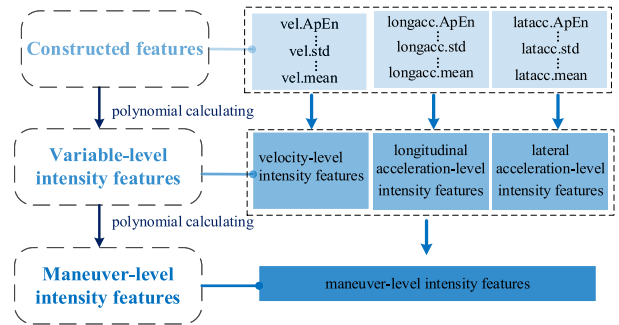 Constructed features
vel.ApEn
vel.std
vel.mean
longacc.ApEn
longacc.std
longacc.mean
latacc.ApEn
latacc.std
latacc.mean
polynomial calculating
Variable-level
intensity features
velocity-level
intensity features
longitudinal
acceleration-level
intensity features
lateral
acceleration-level
intensity features
polynomial calculating
Maneuver-level
intensity features
maneuver-level intensity features